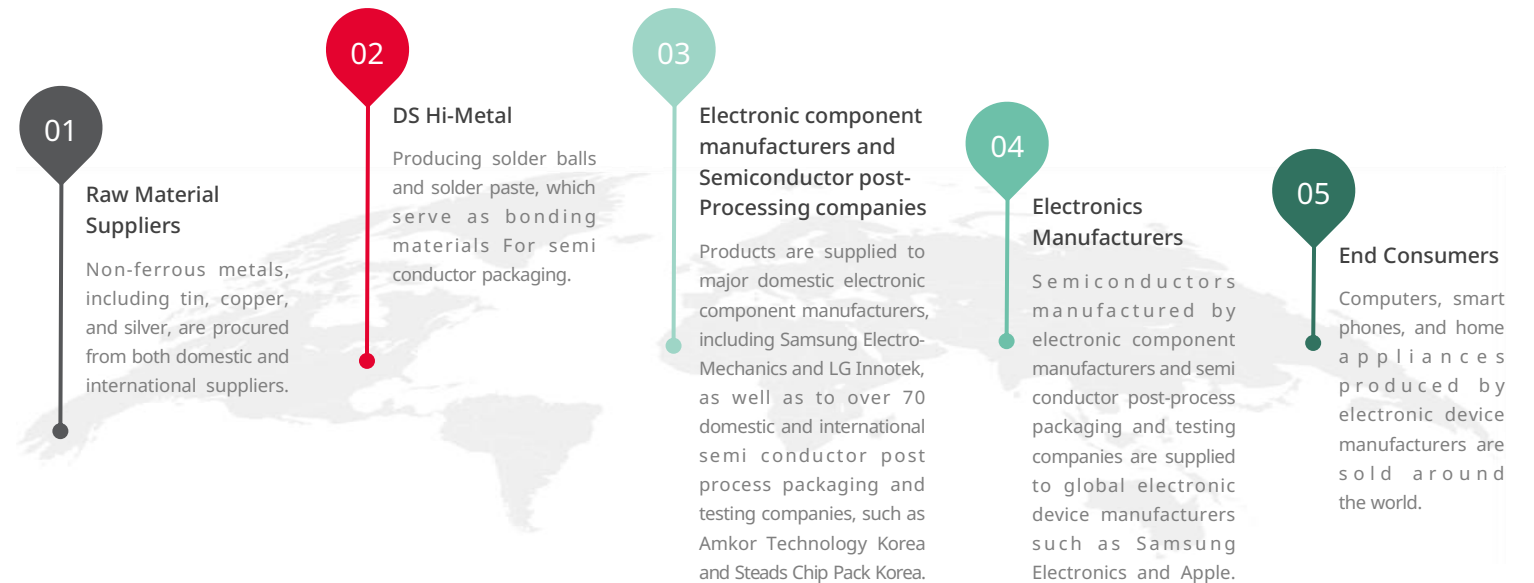 01
Raw Material
Suppliers
Non-ferrous metals,
including tin, copper,
and silver, are procured
from both domestic and
international suppliers.
02
DS Hi-Metal
Producing solder balls
and solder paste, which
serve as bonding
materials For semi
conductor packaging.
03
Electronic component
manufacturers and
Semiconductor post-
Processing companies
Products are supplied to
major domestic electronic
component manufacturers,
including Samsung Electro-
Mechanics and LG Innotek,
as well as to over 70
domestic and international
semi conductor post
process packaging and
testing companies, such as
Amkor Technology Korea
and Steads Chip Pack Korea.
04
Electronics
Manufacturers
Semiconductors
manufactured by
electronic component
manufacturers and semi
conductor post-process
packaging and testing
companies are supplied
to global electronic
device manufacturers
such as Samsung
Electronics and Apple.
05
End Consumers
Computers, smart
phones, and home
appliances
produced by
electronic device
manufacturers are
sold around
the world.